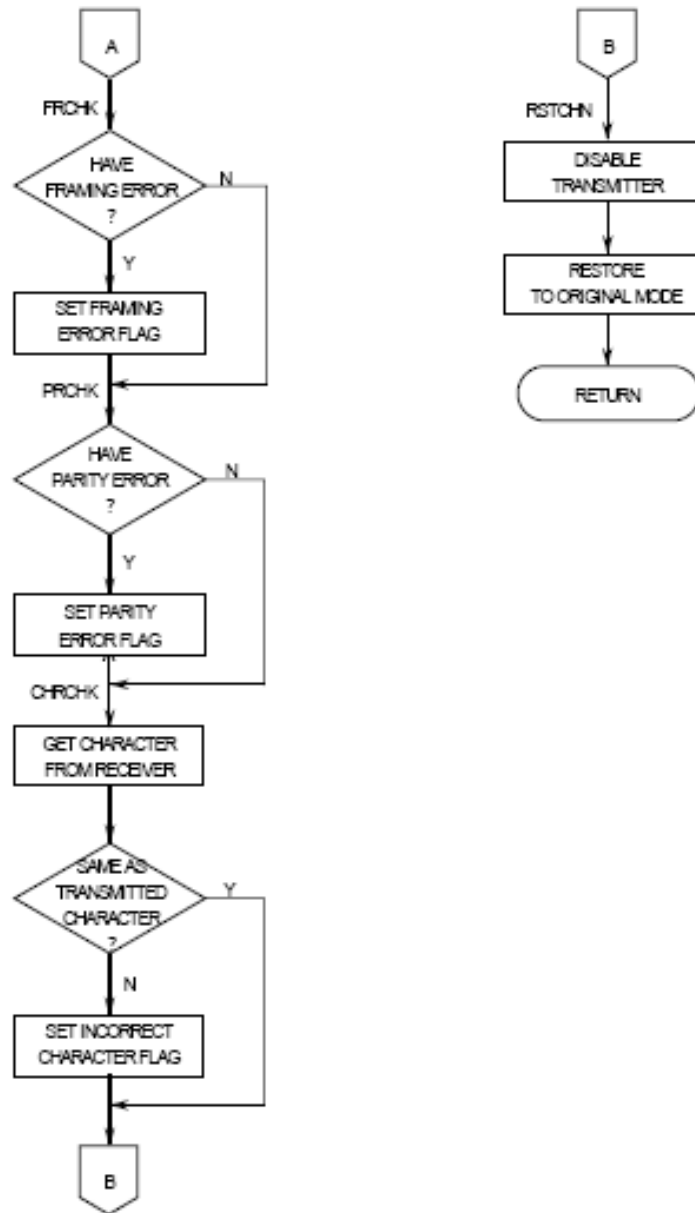 A
FRCHK
HAVE
FRAMING ERROR
?
N
Y
SET FRAMING
ERROR FLAG
PRCHK
HAVE
PARITY ERROR
?
N
Y
SET PARITY
ERROR FLAG
CHRCHK
GET CHARACTER
FROM RECEIVER
SAME AS
TRANSMITTED
CHARACTER
?
Y
N
SET INCORRECT
CHARACTER FLAG
B
B
RSTCHN
DISABLE
TRANSMITTER
RESTORE
TO ORIGINAL MODE
RETURN